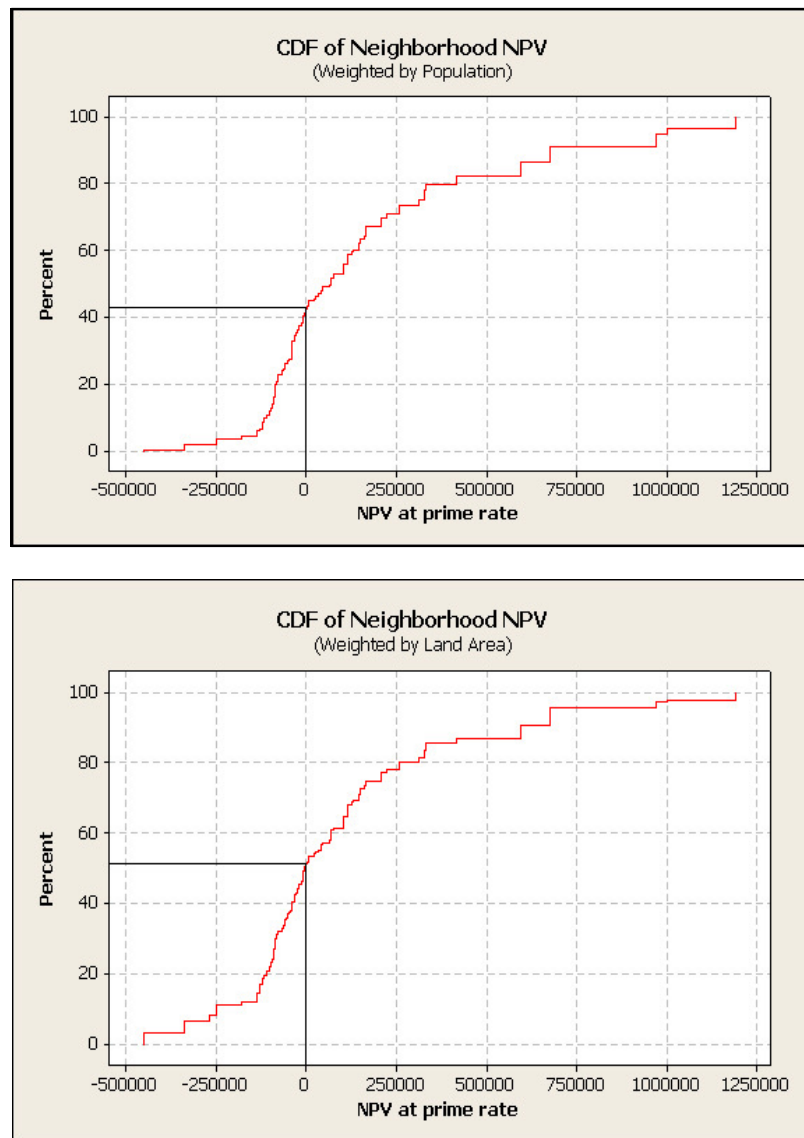 CDF of Neighborhood NPV
(Weighted by Population)
100
80
60
40
20
0
Percent
-500000 -250000 0 250000 500000 750000 1000000 1250000
NPV at prime rate
CDF of Neighborhood NPV
(Weighted by Land Area)
100
80
60
40
20
0
Percent
-500000 -250000 0 250000 500000 750000 1000000 1250000
NPV at prime rate